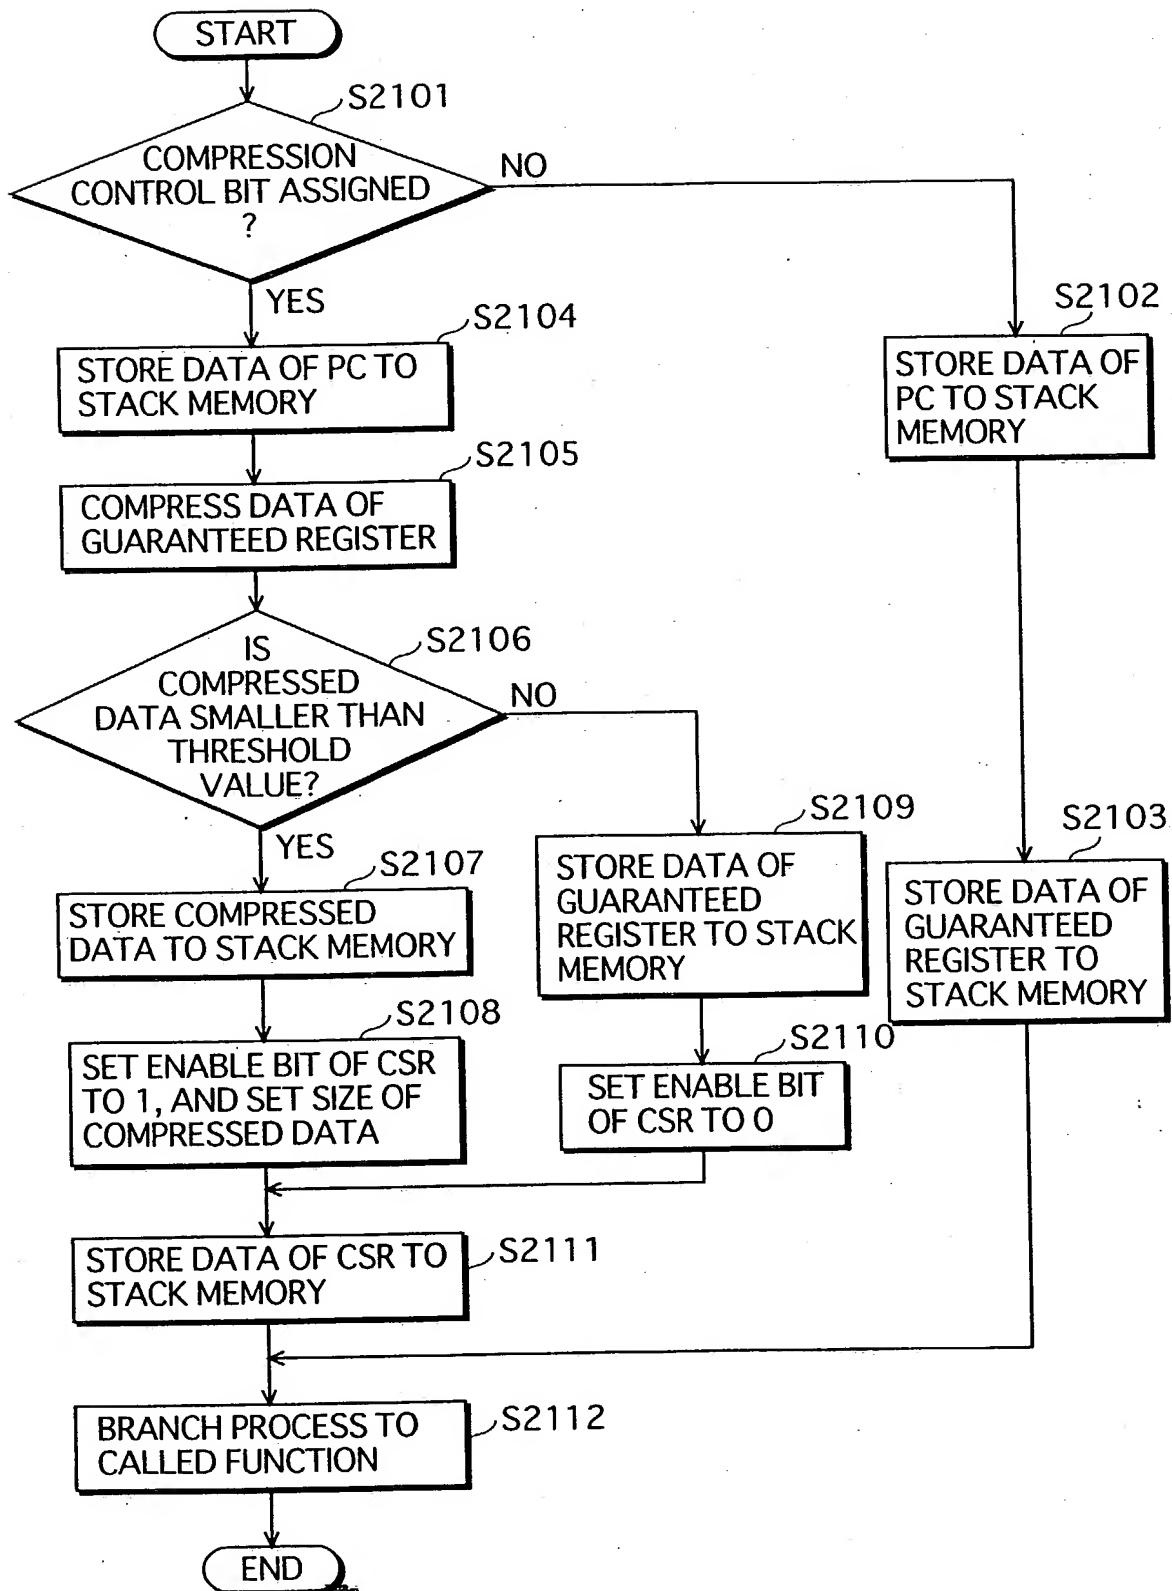 START
S2101
COMPRESSION
CONTROL BIT ASSIGNED
?
NO
YES
S2102
STORE DATA OF
PC TO STACK
MEMORY
S2104
STORE DATA OF PC TO
STACK MEMORY
S2105
COMPRESS DATA OF
GUARANTEED REGISTER
S2106
IS
COMPRESSED
DATA SMALLER THAN
THRESHOLD
VALUE?
NO
YES
S2109
STORE DATA OF
GUARANTEED
REGISTER TO STACK
MEMORY
S2103
STORE DATA OF
GUARANTEED
REGISTER TO
STACK MEMORY
S2107
STORE COMPRESSED
DATA TO STACK MEMORY
S2108
SET ENABLE BIT OF CSR
TO 1, AND SET SIZE OF
COMPRESSED DATA
S2110
SET ENABLE BIT
OF CSR TO 0
STORE DATA OF CSR TO
STACK MEMORY
S2111
BRANCH PROCESS TO
CALLED FUNCTION
S2112
END